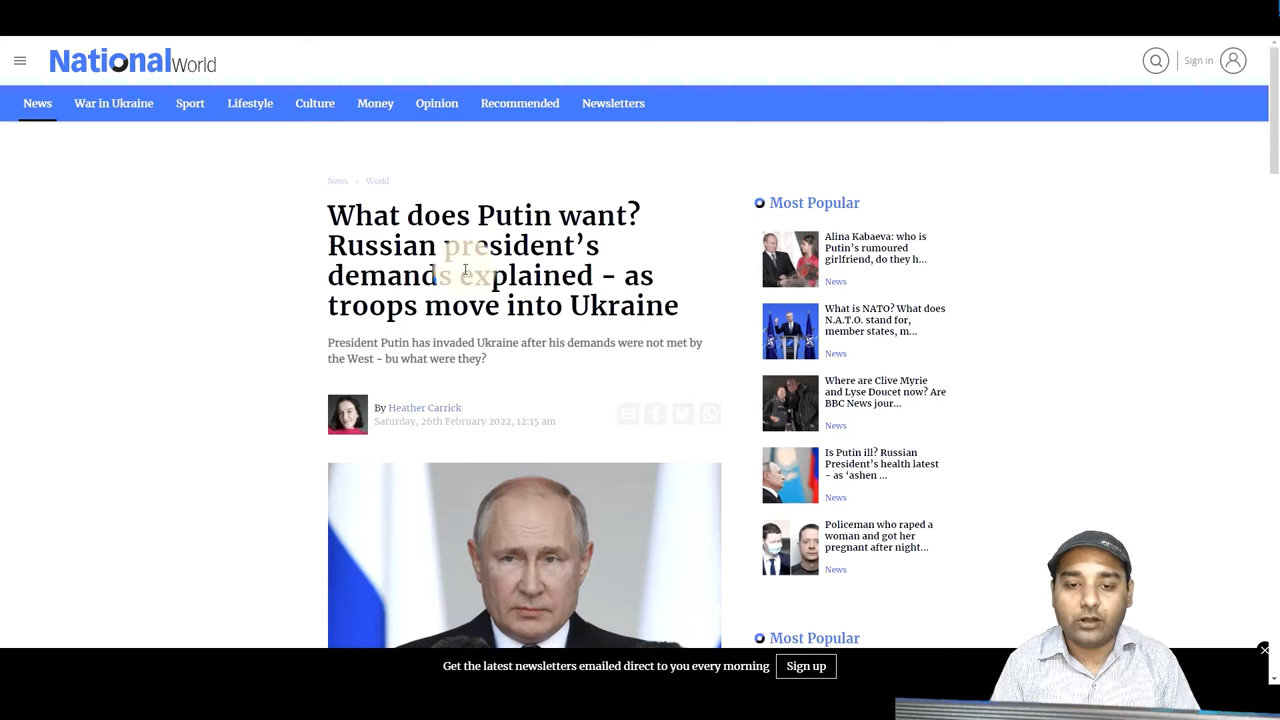 NationalWorld
Sign in
News
War in Ukraine
Sport
Lifestyle
Culture
Money
Opinion
Recommended
Newsletters
News > World
What does Putin want?
Russian president’s
demands explained - as
troops move into Ukraine
President Putin has invaded Ukraine after his demands were not met by
the West - bu what were they?
By Heather Carrick
Saturday, 26th February 2022, 12:15 am
Most Popular
Alina Kabaeva: who is
Putin’s rumoured
girlfriend, do they h...
News
What is NATO? What does
N.A.T.O. stand for,
member states, m...
News
Where are Clive Myrie
and Lyse Doucet now? Are
BBC News jour...
News
Is Putin ill? Russian
President’s health latest
- as ‘ashen ...
News
Policeman who raped a
woman and got her
pregnant after night...
News
Most Popular
Get the latest newsletters emailed direct to you every morning
Sign up